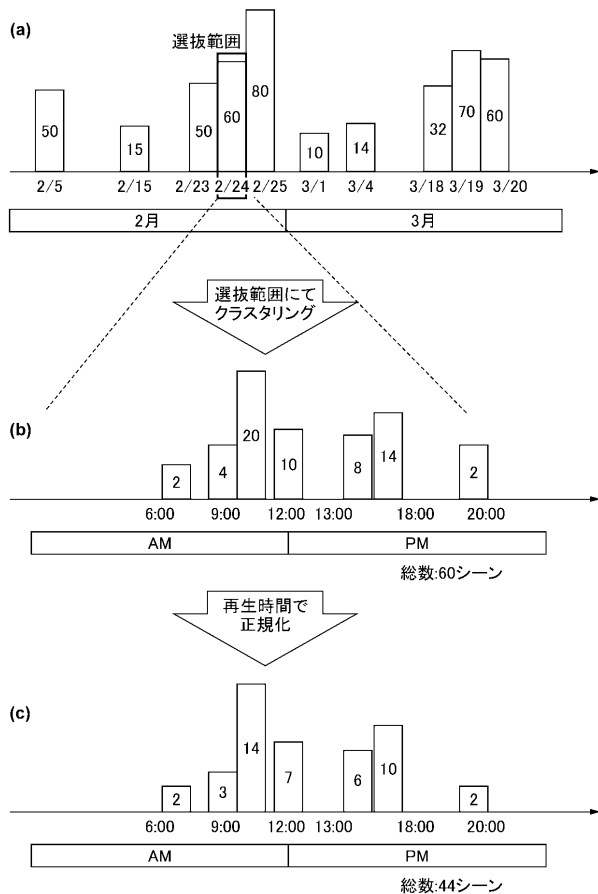 (a)
選抜範囲
50
15
50
60
80
10
14
32
70
60
2/5
2/15
2/23
2/24
2/25
3/1
3/4
3/18
3/19
3/20
2月
3月
選抜範囲にて
クラスタリング
(b)
2
4
20
10
8
14
2
6:00
9:00
12:00
13:00
18:00
20:00
AM
PM
総数:60シーン
再生時間で
正規化
(c)
2
3
14
7
6
10
2
6:00
9:00
12:00
13:00
18:00
20:00
AM
PM
総数:44シーン